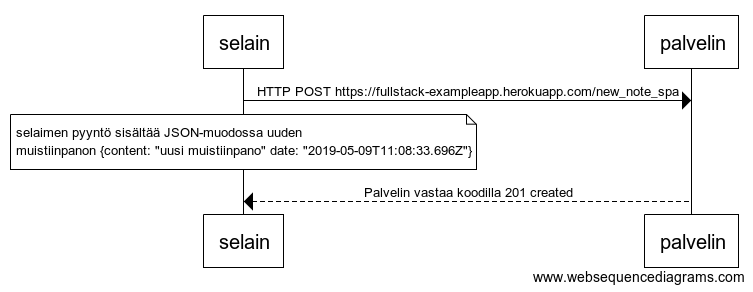 selain
palvelin
HTTP POST https://fullstack-exampleapp.herokuapp.com/new_note_spa
selaimen pyyntö sisältää JSON-muodossa uuden
muistiinpanon {content: "uusi muistiinpano" date: "2019-05-09T11:08:33.696Z"}
Palvelin vastaa koodilla 201 created
selain
palvelin
www.websequencediagrams.com